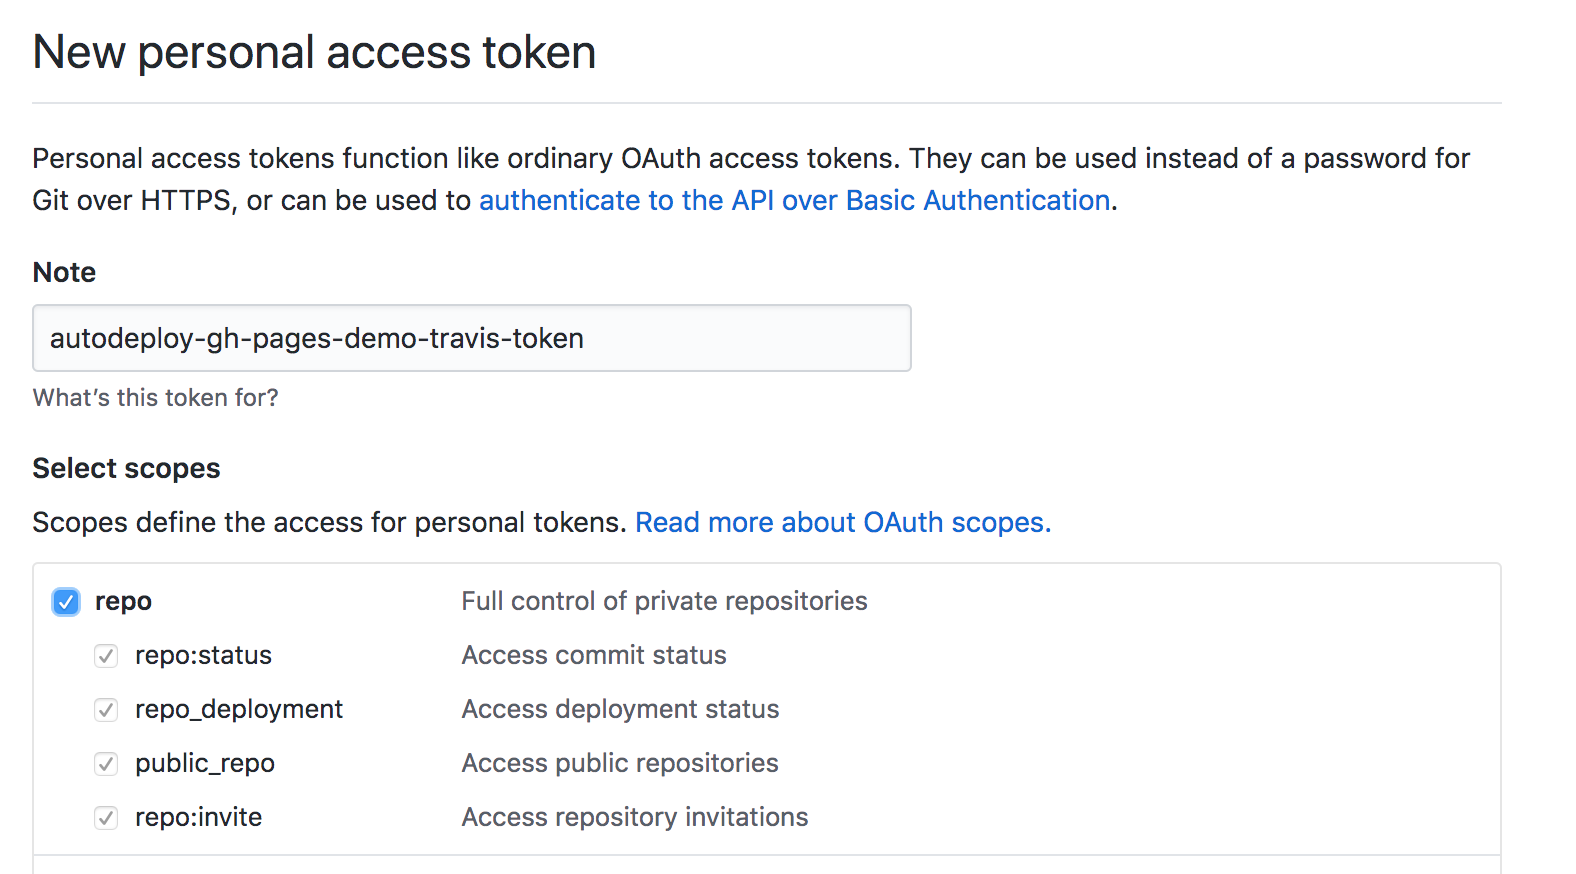 New personal access token
Personal access tokens function like ordinary OAuth access tokens. They can be used instead of a password for
Git over HTTPS, or can be used to authenticate to the API over Basic Authentication.
Note
autodeploy-gh-pages-demo-travis-token
What’s this token for?
Select scopes
Scopes define the access for personal tokens. Read more about OAuth scopes.
repo Full control of private repositories
repo:status Access commit status
repo_deployment Access deployment status
public_repo Access public repositories
repo:invite Access repository invitations